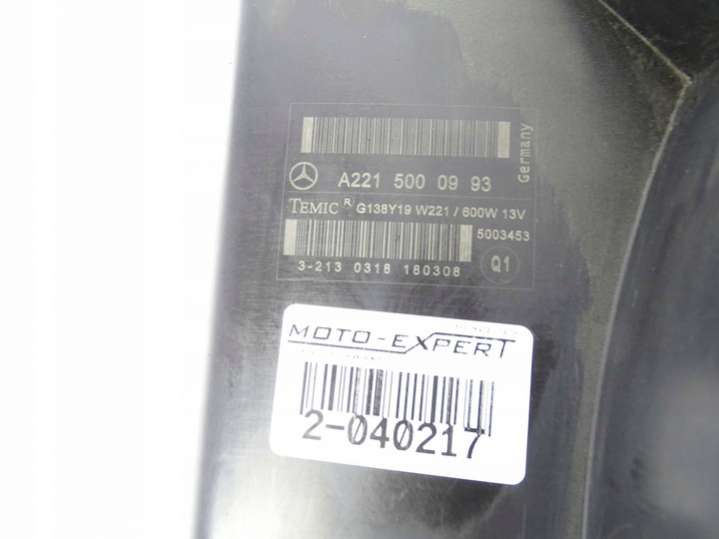 Germany
A221 500 09 93
TEMIC ® G138Y19 W221 / 600W 13V
5003453
3-213 0318 180308
Q1
MOTO-EXPERT
2-040217